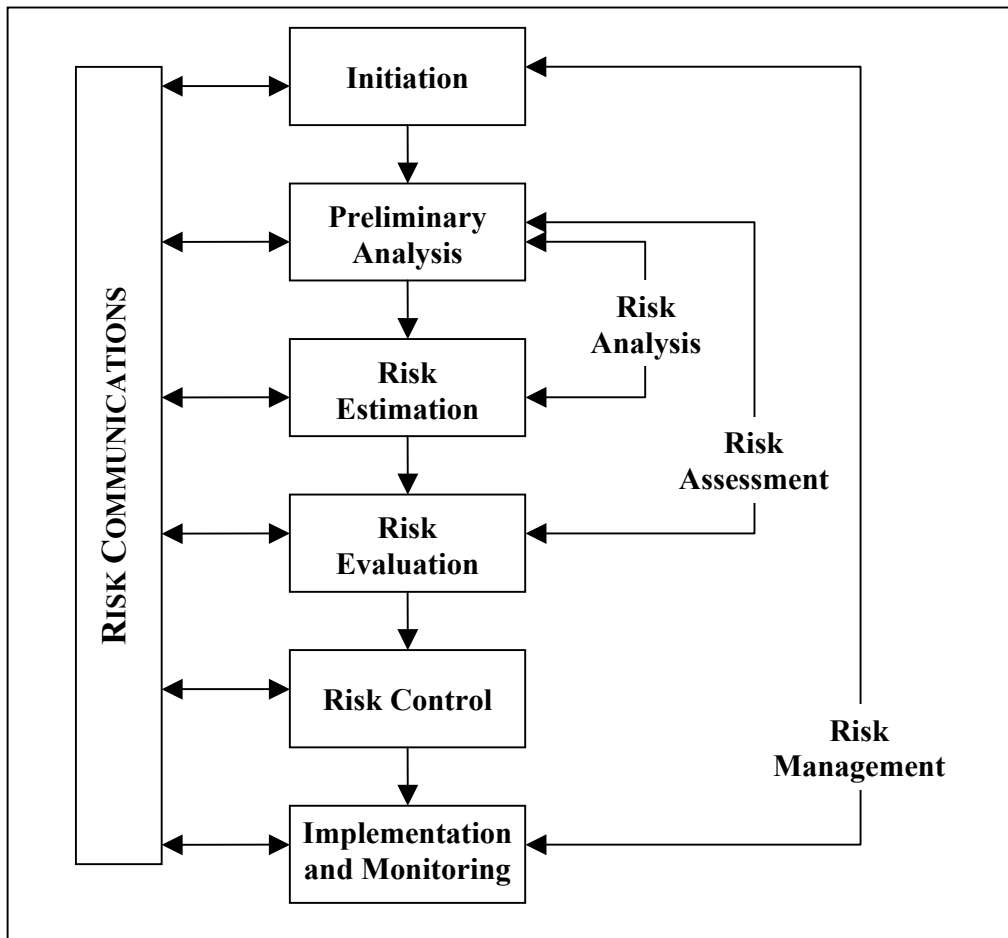 RISK COMMUNICATIONS
Initiation
Preliminary
Analysis
Risk
Analysis
Risk
Estimation
Risk
Assessment
Risk
Evaluation
Risk Control
Risk
Management
Implementation
and Monitoring